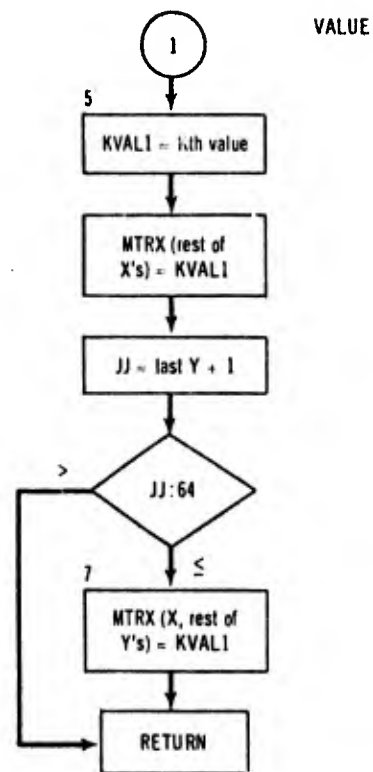 VALUE
1
5
KVAL1 = Kth value
MTRX (rest of
X's) = KVAL1
JJ = last Y + 1
>
JJ:64
≤
7
MTRX (X, rest of
Y's) = KVAL1
RETURN